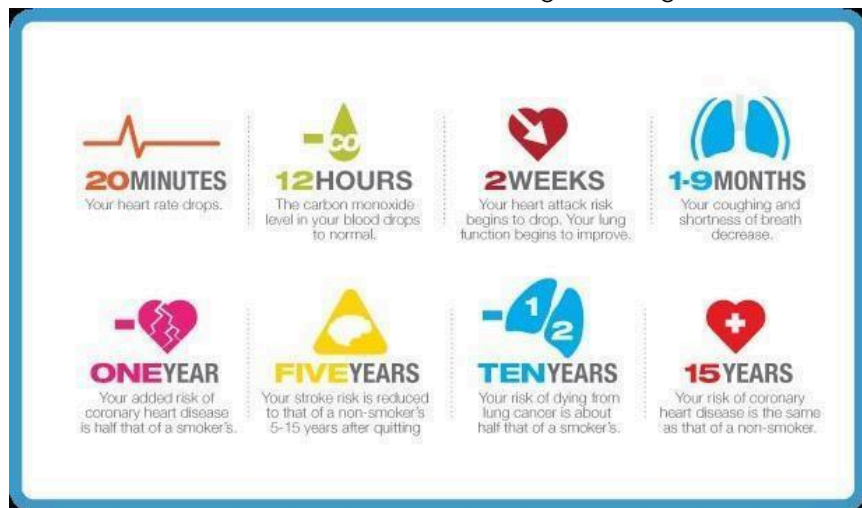 CO
20MINUTES
Your heart rate drops.
12HOURS
The carbon monoxide
level in your blood drops
to normal.
2WEEKS
Your heart attack risk
begins to drop. Your lung
function begins to improve.
1-9MONTHS
Your coughing and
shortness of breath
decrease.
1
2
ONEYEAR
Your added risk of
coronary heart disease
is half that of a smoker's.
FIVEYEARS
Your stroke risk is reduced
to that of a non-smoker's
5-15 years after quitting
TENYEARS
Your risk of dying from
lung cancer is about
half that of a smoker's.
15YEARS
Your risk of coronary
heart disease is the same
as that of a non-smoker.